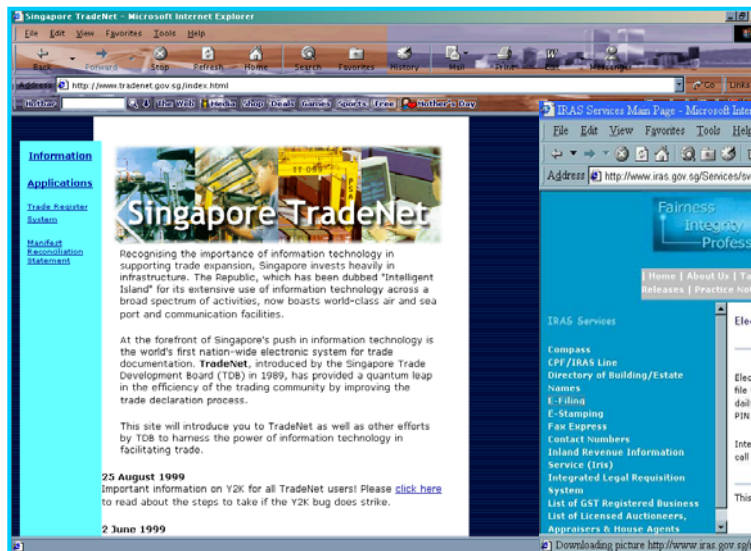 Singapore TradeNet - Microsoft Internet Explorer
File Edit View Favorites Tools Help
Back Forward Stop Refresh Home Search Favorites History Mail Print Edit Messenger
Address http://www.tradenet.gov.sg/index.html Go Links
Hotbar The Web Media Shop Deals Games Sports Free Mother's Day
Information
Applications
Trade Register
System
Manifest
Reconciliation
Statement
Singapore TradeNet
Recognising the importance of information technology in
supporting trade expansion, Singapore invests heavily in
infrastructure. The Republic, which has been dubbed "Intelligent
Island" for its extensive use of information technology across a
broad spectrum of activities, now boasts world-class air and sea
port and communication facilities.
At the forefront of Singapore's push in information technology is
the world's first nation-wide electronic system for trade
documentation. TradeNet, introduced by the Singapore Trade
Development Board (TDB) in 1989, has provided a quantum leap
in the efficiency of the trading community by improving the
trade declaration process.
This site will introduce you to TradeNet as well as other efforts
by TDB to harness the power of information technology in
facilitating trade.
25 August 1999
Important information on Y2K for all TradeNet users! Please click here
to read about the steps to take if the Y2K bug does strike.
2 June 1999
IRAS Services Main Page - Microsoft Inter
File Edit View Favorites Tools Help
Address http://www.iras.gov.sg/Services/sv
Fairness
Integrity
Profess
| Home | About Us | Ta
Releases | Practice Not
IRAS Services
Compass
CPF/IRAS Line
Directory of Building/Estate
Names
E-Filing
E-Stamping
Fax Express
Contact Numbers
Inland Revenue Information
Service (Iris)
Integrated Legal Requisition
System
List of GST Registered Business
List of Licensed Auctioneers,
Appraisers & House Agents
Elec
Elec
file
dail
PIN
Inte
call
This
Downloading picture http://www.iras.gov.sg/